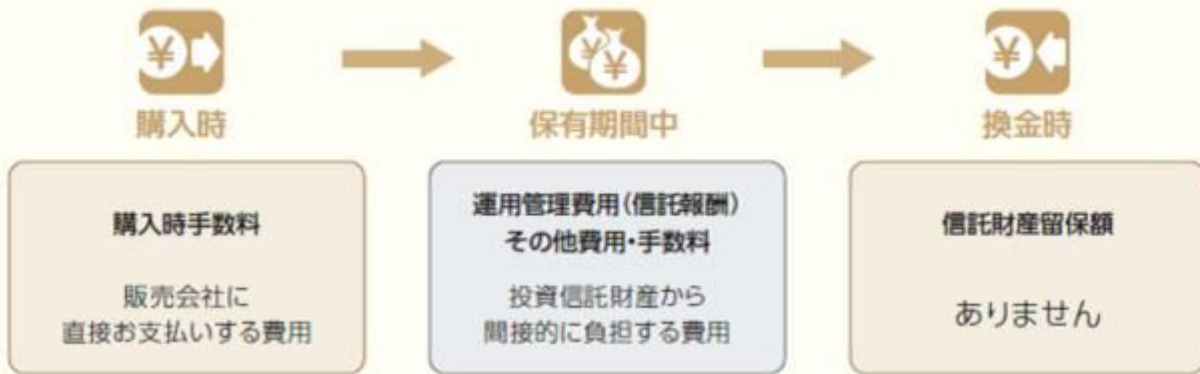 購入時
保有期間中
換金時
購入時手数料
販売会社に
直接お支払いする費用
運用管理費用(信託報酬)
その他費用・手数料
投資信託財産から
間接的に負担する費用
信託財産留保額
ありません